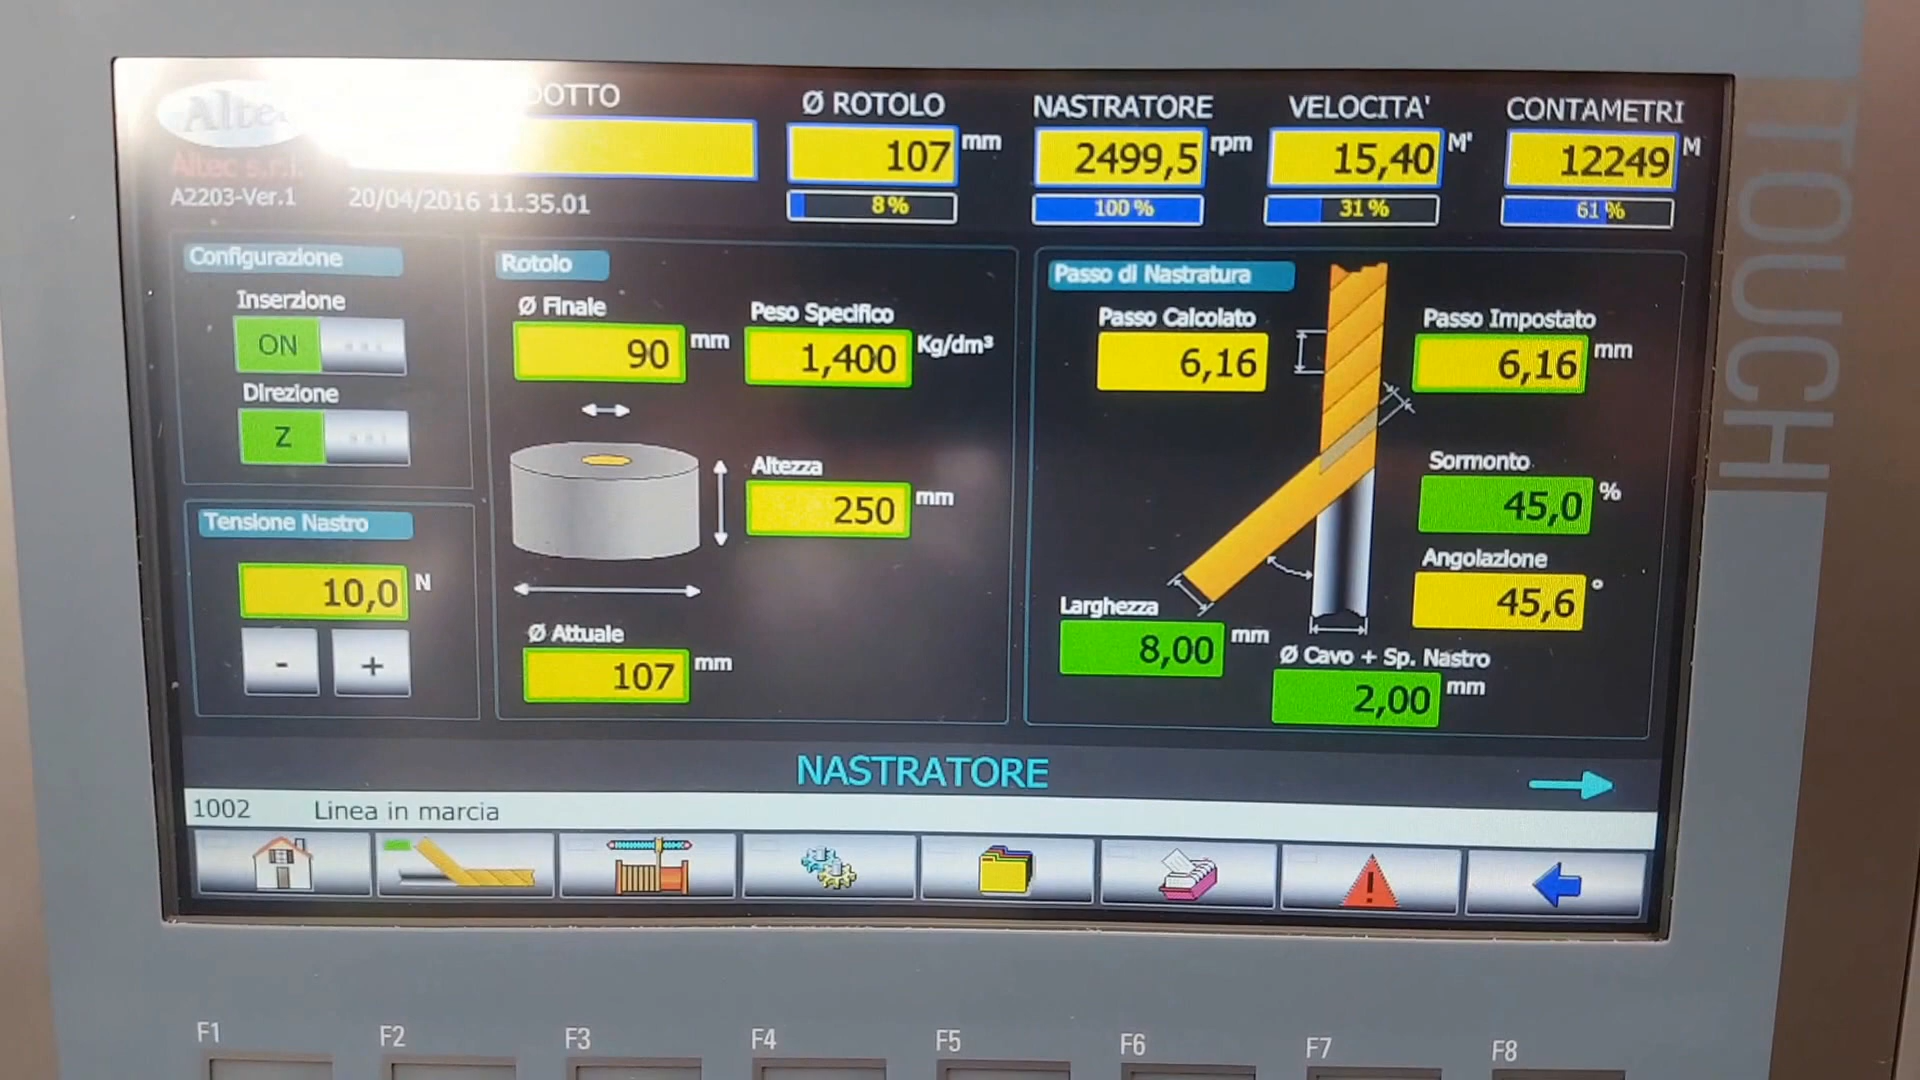 Altec
Altec s.r.l.
A2203-Ver.1
20/04/2016 11.35.01
Ø ROTOLO
107 mm
8%
NASTRATORE
2499,5 rpm
100 %
VELOCITA'
15,40 M'
31 %
CONTAMETRI
12249 M
61 %
Configurazione
Inserzione
ON
Direzione
Z
Tensione Nastro
10,0 N
- +
Rotolo
Ø Finale
90 mm
Peso Specifico
1,400 Kg/dm³
Altezza
250 mm
Ø Attuale
107 mm
Passo di Nastratura
Passo Calcolato
6,16
Passo Impostato
6,16 mm
Sormonto
45,0 %
Angolazione
45,6 °
Larghezza
8,00 mm
Ø Cavo + Sp. Nastro
2,00 mm
NASTRATORE
1002 Linea in marcia
TOUCH
F1 F2 F3 F4 F5 F6 F7 F8